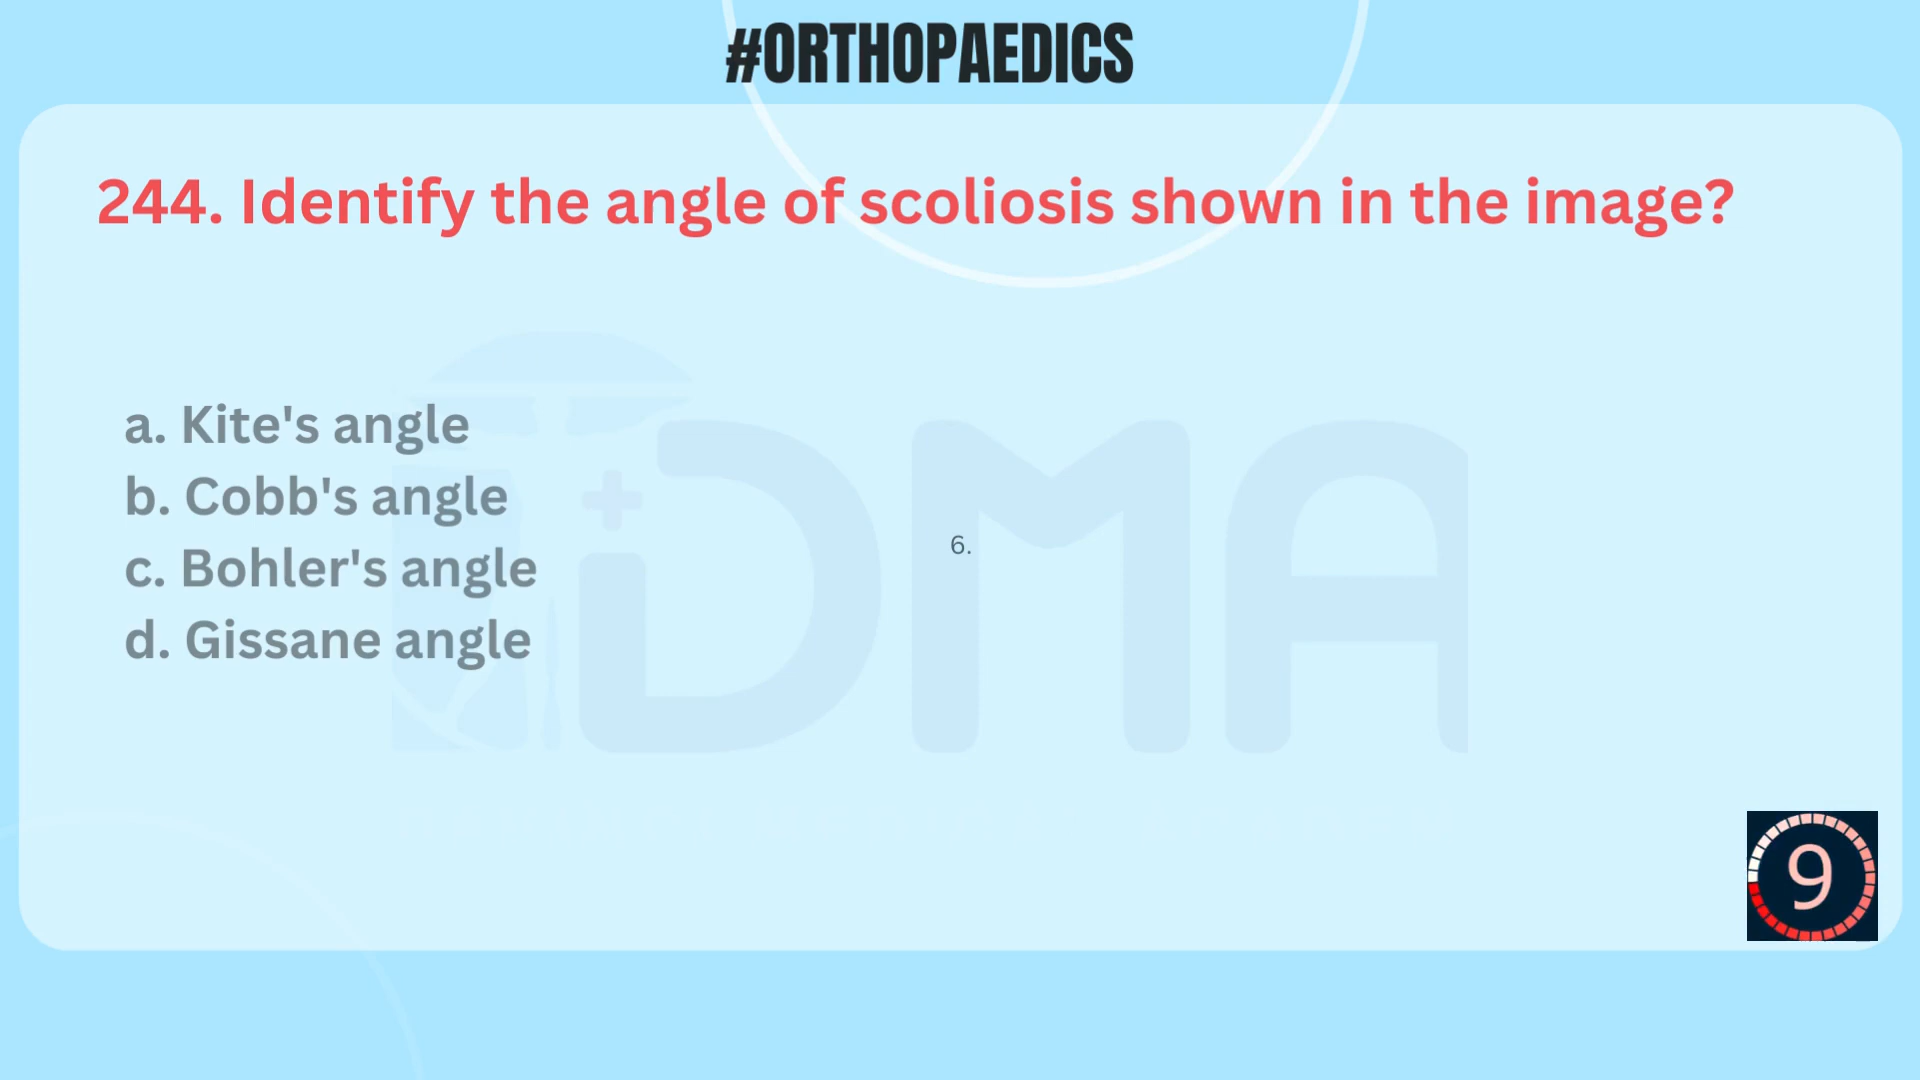 #ORTHOPAEDICS
244. Identify the angle of scoliosis shown in the image?
a. Kite's angle
b. Cobb's angle
c. Bohler's angle
d. Gissane angle
6.
DMA
9